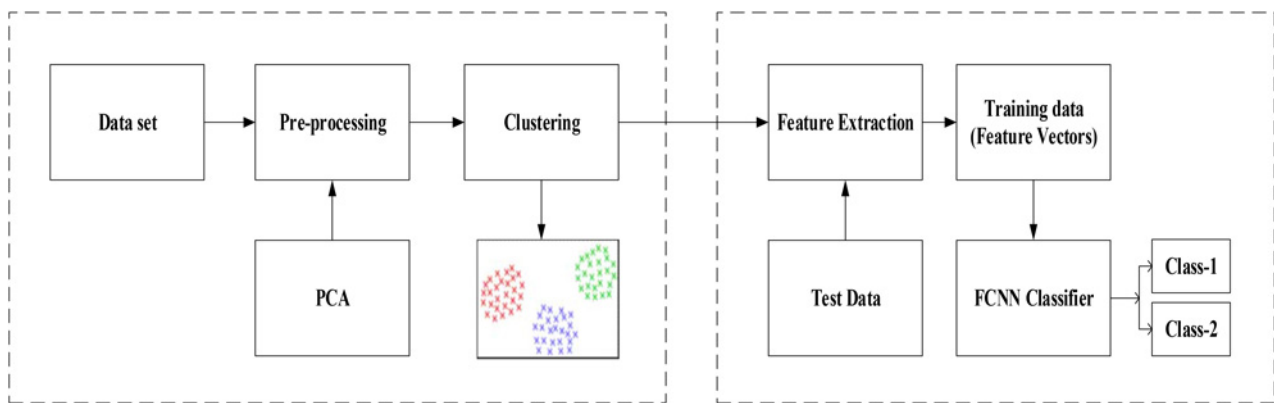 Data set
Pre-processing
Clustering
Feature Extraction
Training data
(Feature Vectors)
PCA
Test Data
FCNN Classifier
Class-1
Class-2